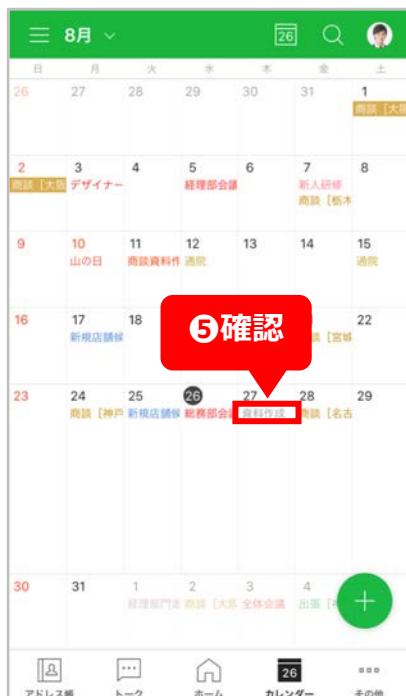 8月
26
日 月 火 水 木 金 土
26 27 28 29 30 31 1
商談［大阪
2 3 4 5 6 7 8
商談［大阪 デザイナー 経理部会議 新人研修
商談［栃木
9 10 11 12 13 14 15
山の日 商談資料作 通院 通院
16 17 18 22
新規店舗候 ［宮城
❺確認
23 24 25 26 27 28 29
商談［神戸 新規店舗候 総務部会議 資料作成 商談［名古
30 31 1 2 3 4
経理部門定 商談［大阪 全体会議 出張
26
アドレス帳 トーク ホーム カレンダー その他